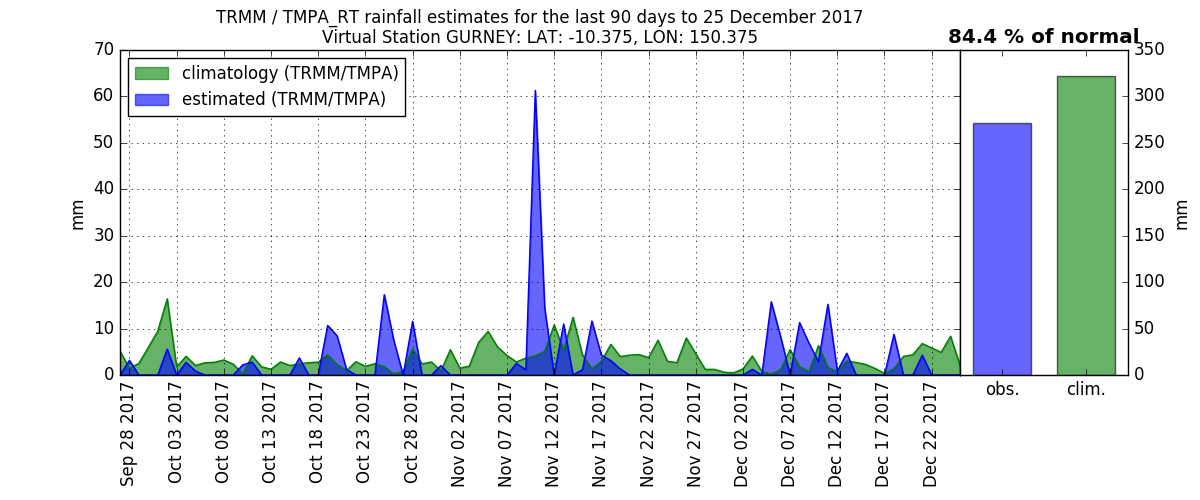 TRMM / TMPA_RT rainfall estimates for the last 90 days to 25 December 2017
Virtual Station GURNEY: LAT: -10.375, LON: 150.375
84.4 % of normal
climatology (TRMM/TMPA)
estimated (TRMM/TMPA)
mm
70
60
50
40
30
20
10
0
Sep 28 2017
Oct 03 2017
Oct 08 2017
Oct 13 2017
Oct 18 2017
Oct 23 2017
Oct 28 2017
Nov 02 2017
Nov 07 2017
Nov 12 2017
Nov 17 2017
Nov 22 2017
Nov 27 2017
Dec 02 2017
Dec 07 2017
Dec 12 2017
Dec 17 2017
Dec 22 2017
obs.
clim.
350
300
250
200
150
100
50
0
mm